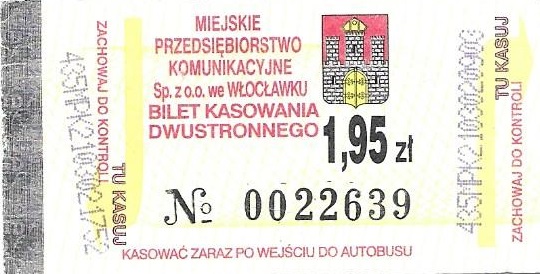 MIEJSKIE
PRZEDSIĘBIORSTWO
KOMUNIKACYJNE
Sp. z o.o. we WŁOCŁAWKU
BILET KASOWANIA
DWUSTRONNEGO
1,95 zł
№ 0022639
KASOWAĆ ZARAZ PO WEJŚCIU DO AUTOBUSU
ZACHOWAJ DO KONTROLI
TU KASUJ
TU KASUJ
ZACHOWAJ DO KONTROLI